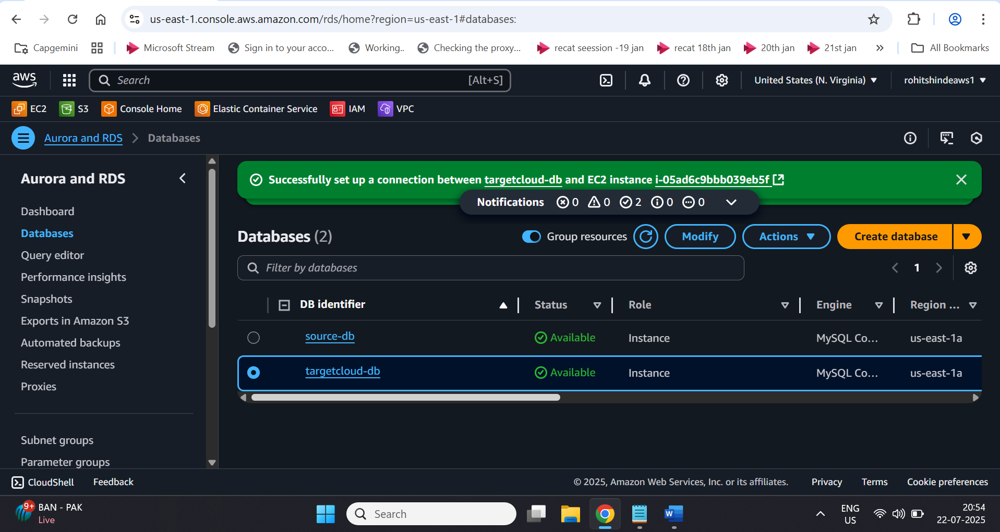 us-east-1.console.aws.amazon.com/rds/home?region=us-east-1#databases:
Capgemini Microsoft Stream Sign in to your acco... Working.. Checking the proxy... recat seession -19 jan recat 18th jan 20th jan 21st jan » All Bookmarks
aws Search [Alt+S] United States (N. Virginia) rohitshindeaws1
EC2 S3 Console Home Elastic Container Service IAM VPC
Aurora and RDS Databases
Aurora and RDS
Dashboard
Databases
Query editor
Performance insights
Snapshots
Exports in Amazon S3
Automated backups
Reserved instances
Proxies
Subnet groups
Parameter groups
Successfully set up a connection between targetcloud-db and EC2 instance i-05ad6c9bbb039eb5f
Notifications 0 0 2 0 0
Databases (2) Group resources Modify Actions Create database
Filter by databases 1
DB identifier Status Role Engine Region ...
source-db Available Instance MySQL Co... us-east-1a
targetcloud-db Available Instance MySQL Co... us-east-1a
CloudShell Feedback © 2025, Amazon Web Services, Inc. or its affiliates. Privacy Terms Cookie preferences
9+ BAN - PAK
Live
Search
W
ENG
US
20:54
22-07-2025